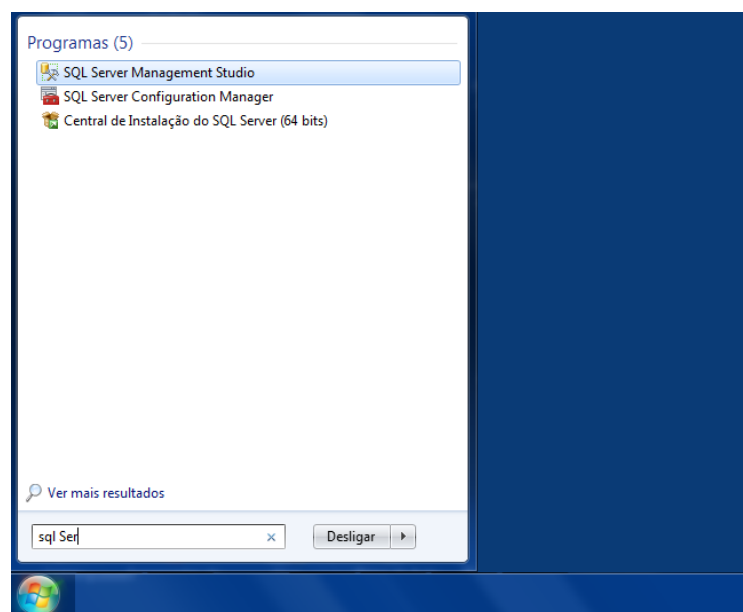 Programas (5)
SQL Server Management Studio
SQL Server Configuration Manager
Central de Instalação do SQL Server (64 bits)
Ver mais resultados
sql Ser
Desligar